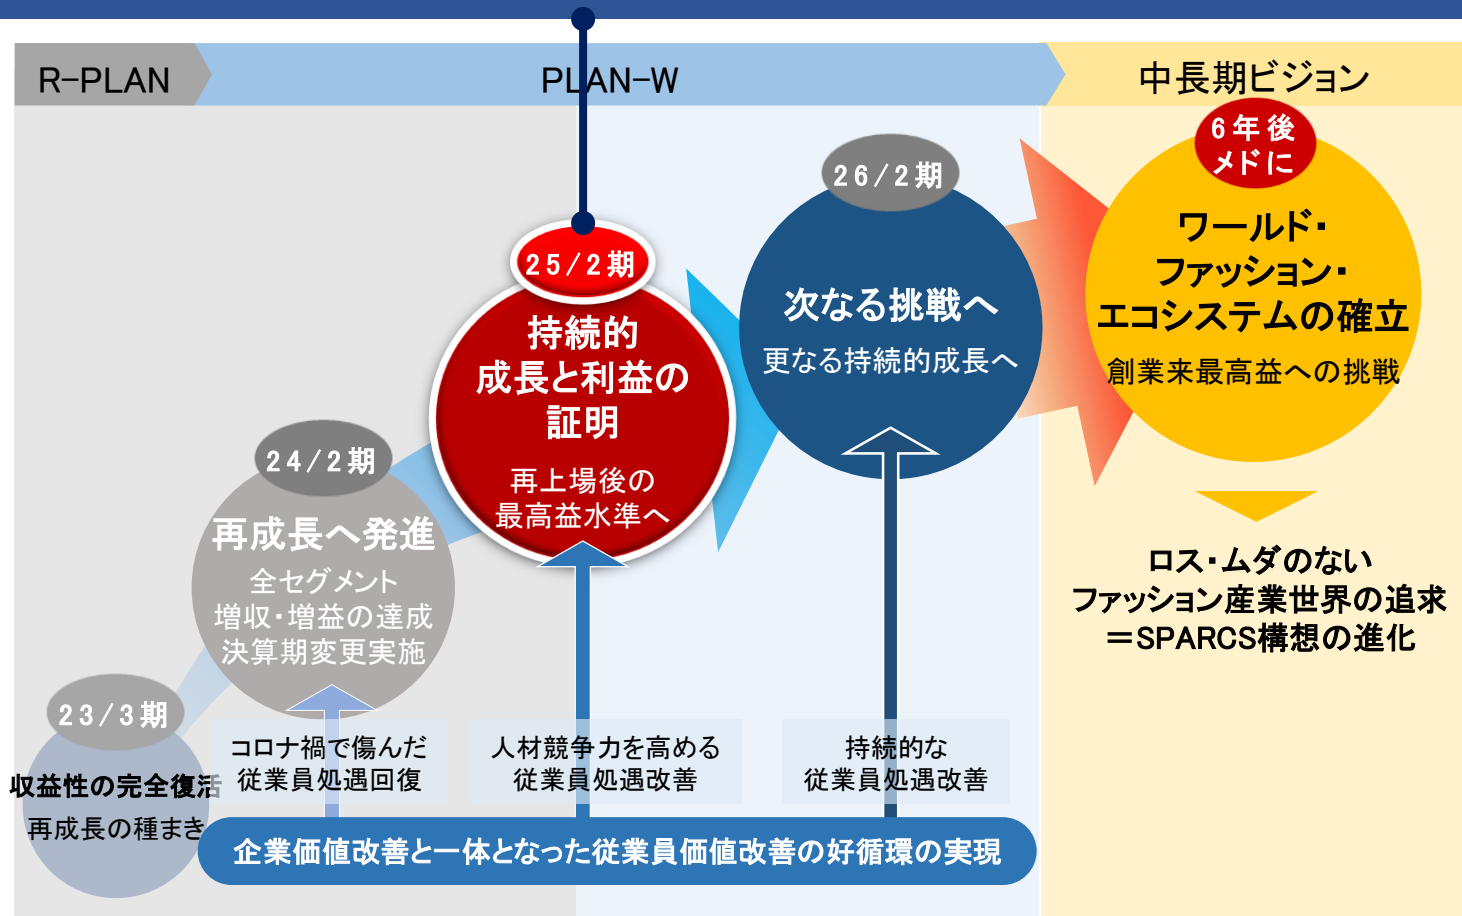 R-PLAN
PLAN-W
中長期ビジョン
23/3期
収益性の完全復活
再成長の種まき
24/2期
再成長へ発進
全セグメント
増収・増益の達成
決算期変更実施
25/2期
持続的
成長と利益の
証明
再上場後の
最高益水準へ
26/2期
次なる挑戦へ
更なる持続的成長へ
6年後
メドに
ワールド・
ファッション・
エコシステムの確立
創業来最高益への挑戦
ロス・ムダのない
ファッション産業世界の追求
＝SPARCS構想の進化
コロナ禍で傷んだ
従業員処遇回復
人材競争力を高める
従業員処遇改善
持続的な
従業員処遇改善
企業価値改善と一体となった従業員価値改善の好循環の実現